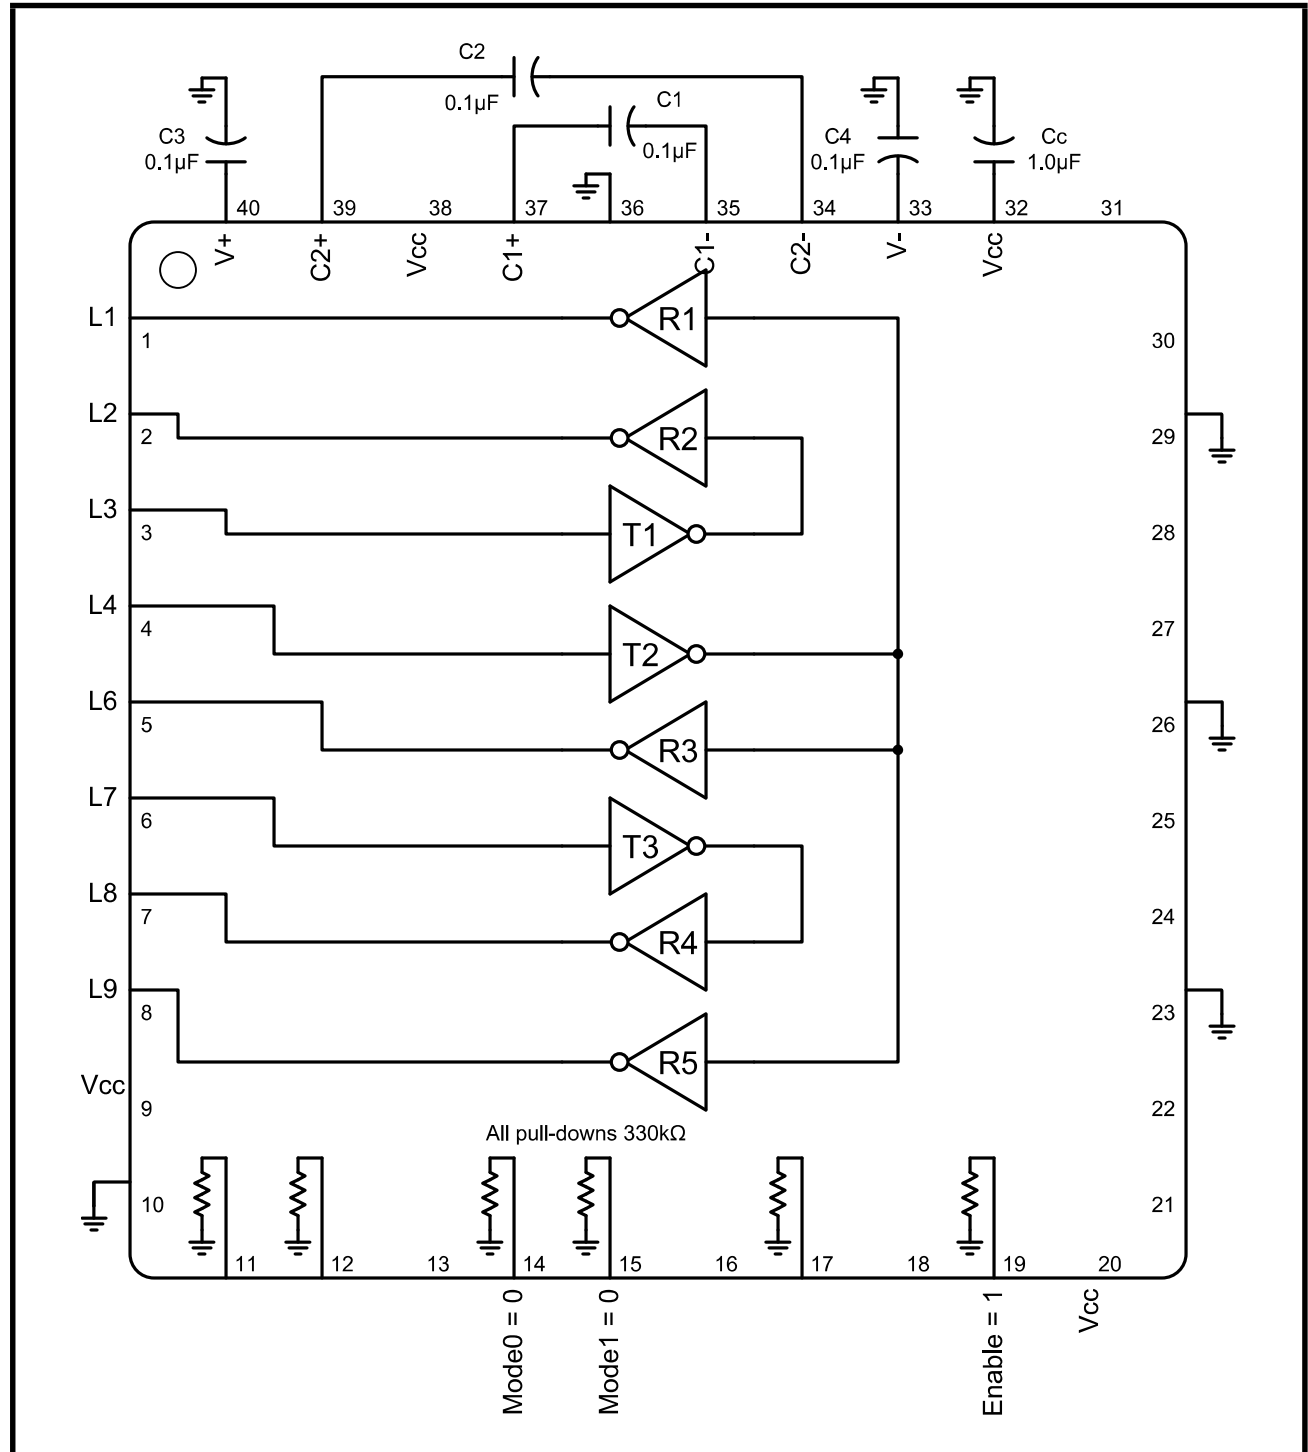 C2
0.1µF
C1
0.1µF
C3
0.1µF
C4
0.1µF
Cc
1.0µF
40 39 38 37 36 35 34 33 32 31
V+ C2+ Vcc C1+ C1- C2- V- Vcc
L1 R1
1 30
L2 R2
2 29
L3 T1
3 28
L4 T2
4 27
L6 R3
5 26
L7 T3
6 25
L8 R4
7 24
L9 R5
8 23
Vcc
9 22
All pull-downs 330kΩ
10 21
11 12 13 14 15 16 17 18 19 20
Mode0 = 0
Mode1 = 0
Enable = 1
Vcc